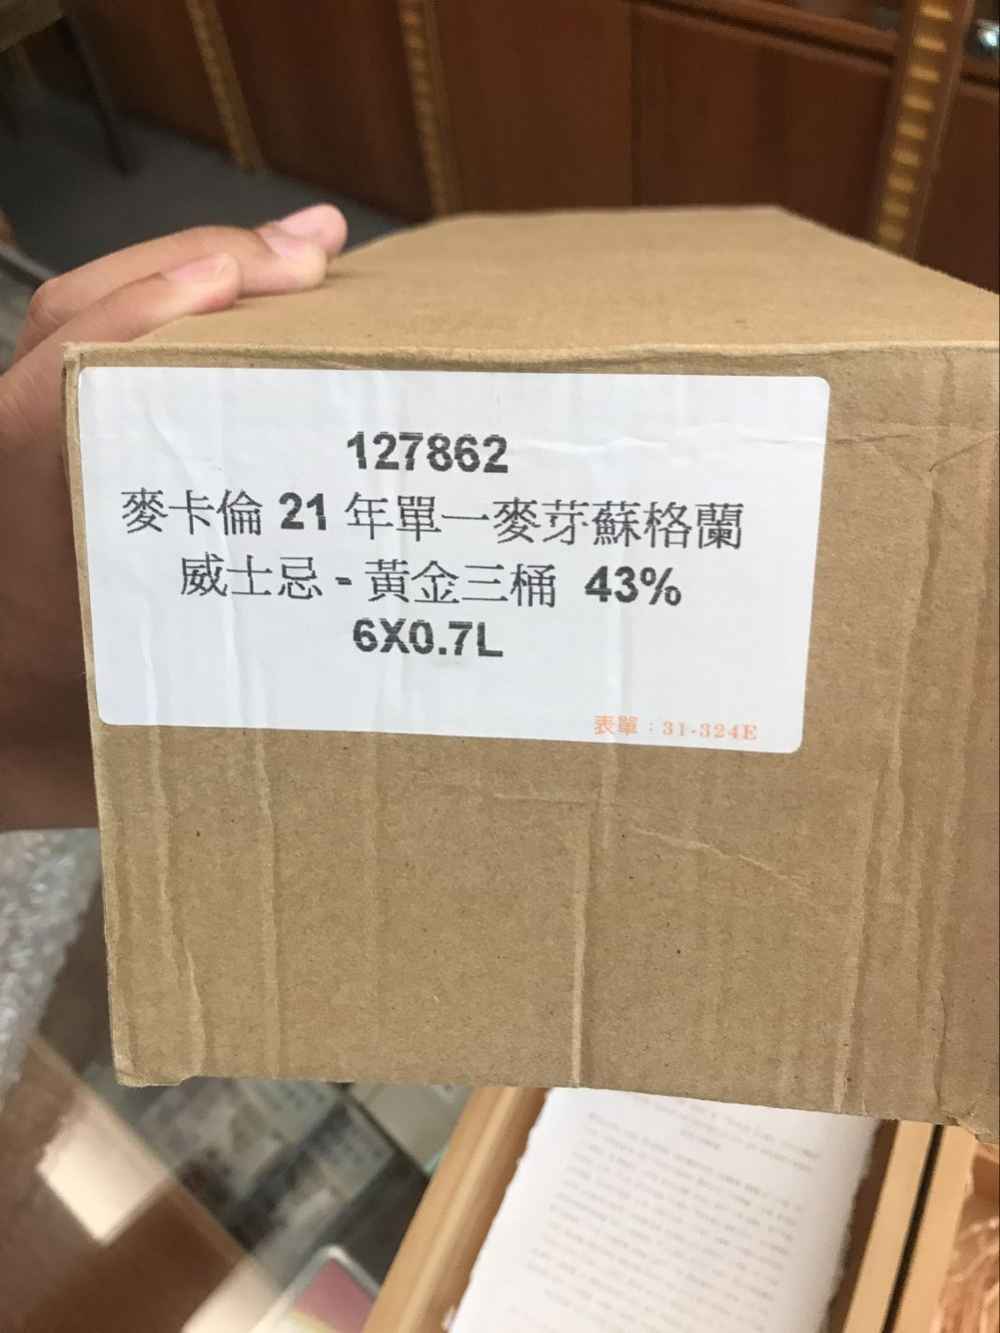 127862
麥卡倫 21 年單一麥芽蘇格蘭
威士忌 - 黃金三桶 43%
6X0.7L
表單：31-324E